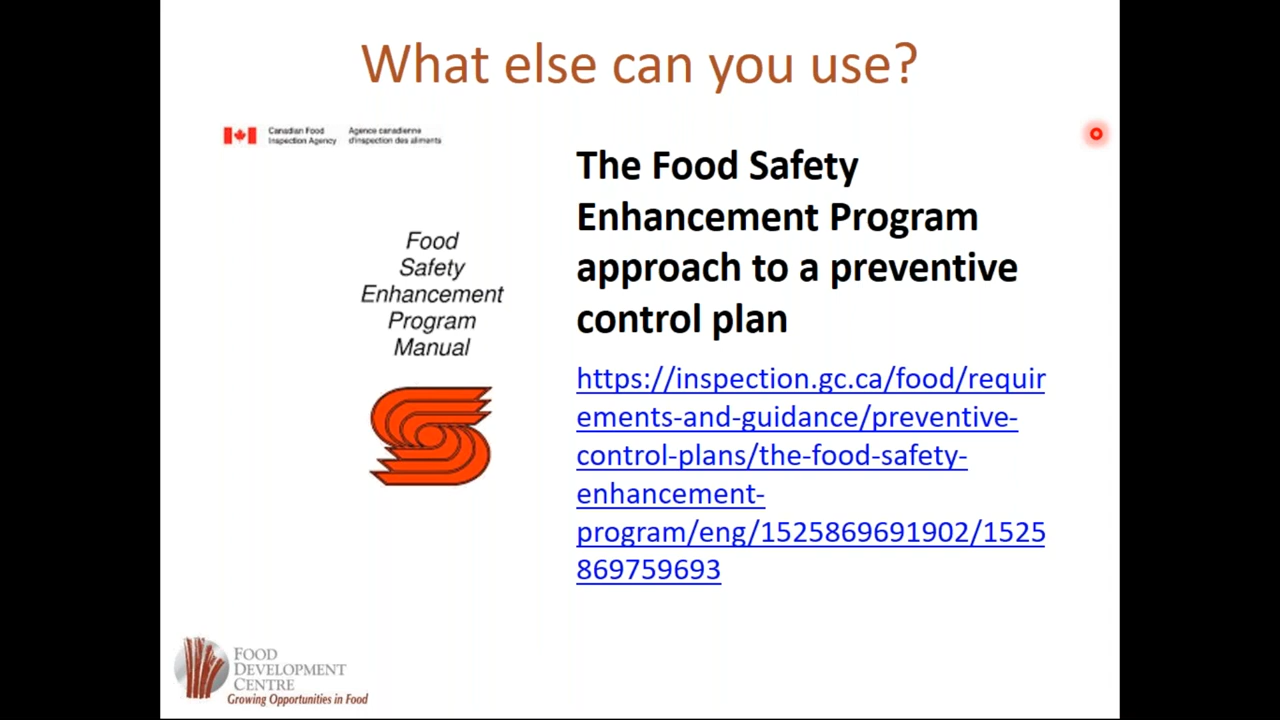 What else can you use?
Canadian Food
Inspection Agency
Agence canadienne
d'inspection des aliments
Food
Safety
Enhancement
Program
Manual
The Food Safety
Enhancement Program
approach to a preventive
control plan
https://inspection.gc.ca/food/requir
ements-and-guidance/preventive-
control-plans/the-food-safety-
enhancement-
program/eng/1525869691902/1525
869759693
FOOD
DEVELOPMENT
CENTRE
Growing Opportunities in Food